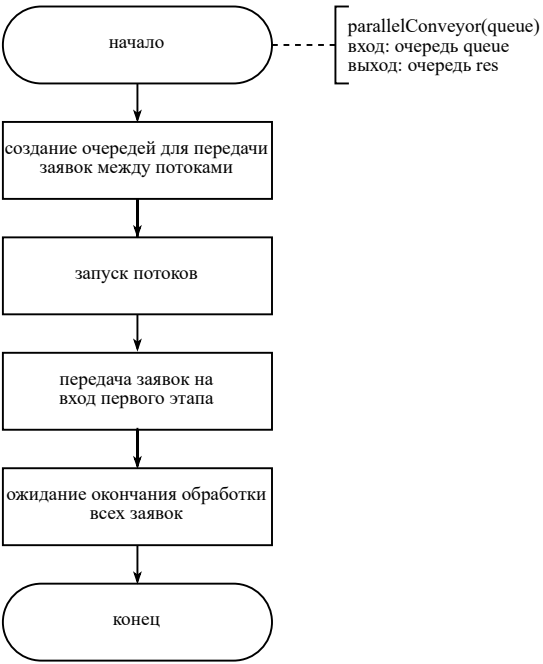 начало
parallelConveyor(queue)
вход: очередь queue
выход: очередь res
создание очередей для передачи
заявок между потоками
запуск потоков
передача заявок на
вход первого этапа
ожидание окончания обработки
всех заявок
конец